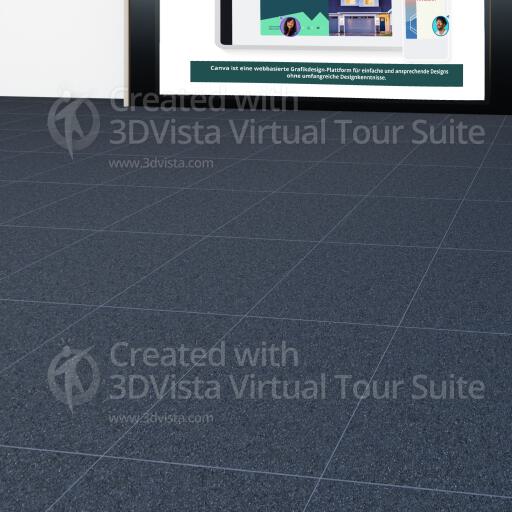 Canva ist eine webbasierte Grafikdesign-Plattform für einfache und ansprechende Designs
ohne umfangreiche Designkenntnisse.
Created with
3DVista Virtual Tour Suite
www.3dvista.com
Created with
3DVista Virtual Tour Suite
www.3dvista.com